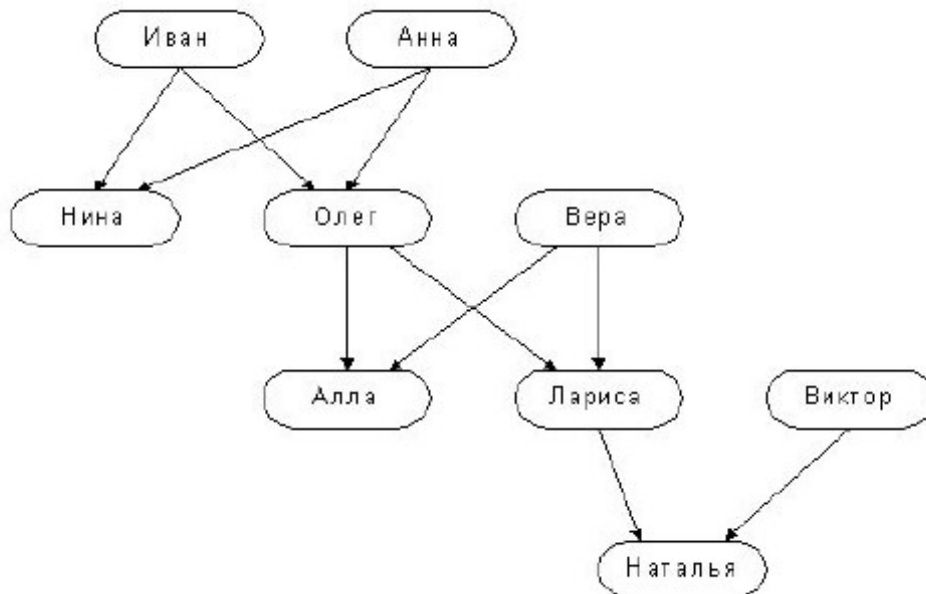 Иван
Анна
Нина
Олег
Вера
Алла
Лариса
Виктор
Наталья